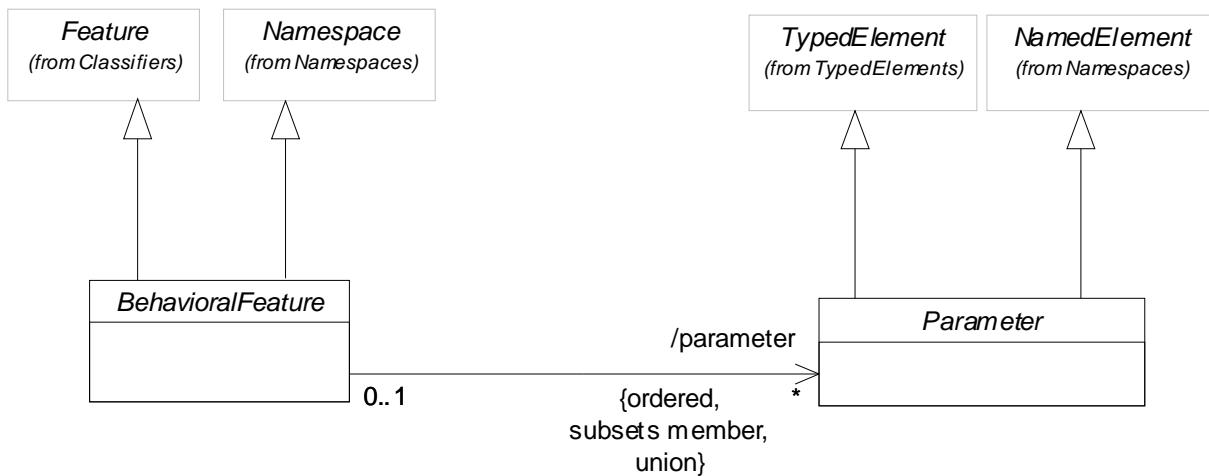 Feature
(from Classifiers)
Namespace
(from Namespaces)
TypedElement
(from TypedElements)
NamedElement
(from Namespaces)
BehavioralFeature
Parameter
/parameter
0..1
*
{ordered,
subsets member,
union}